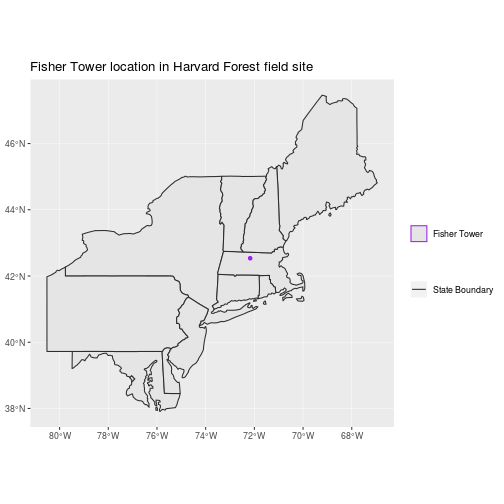 Fisher Tower location in Harvard Forest field site
46°N
44°N
42°N
40°N
38°N
80°W 78°W 76°W 74°W 72°W 70°W 68°W
Fisher Tower
State Boundary